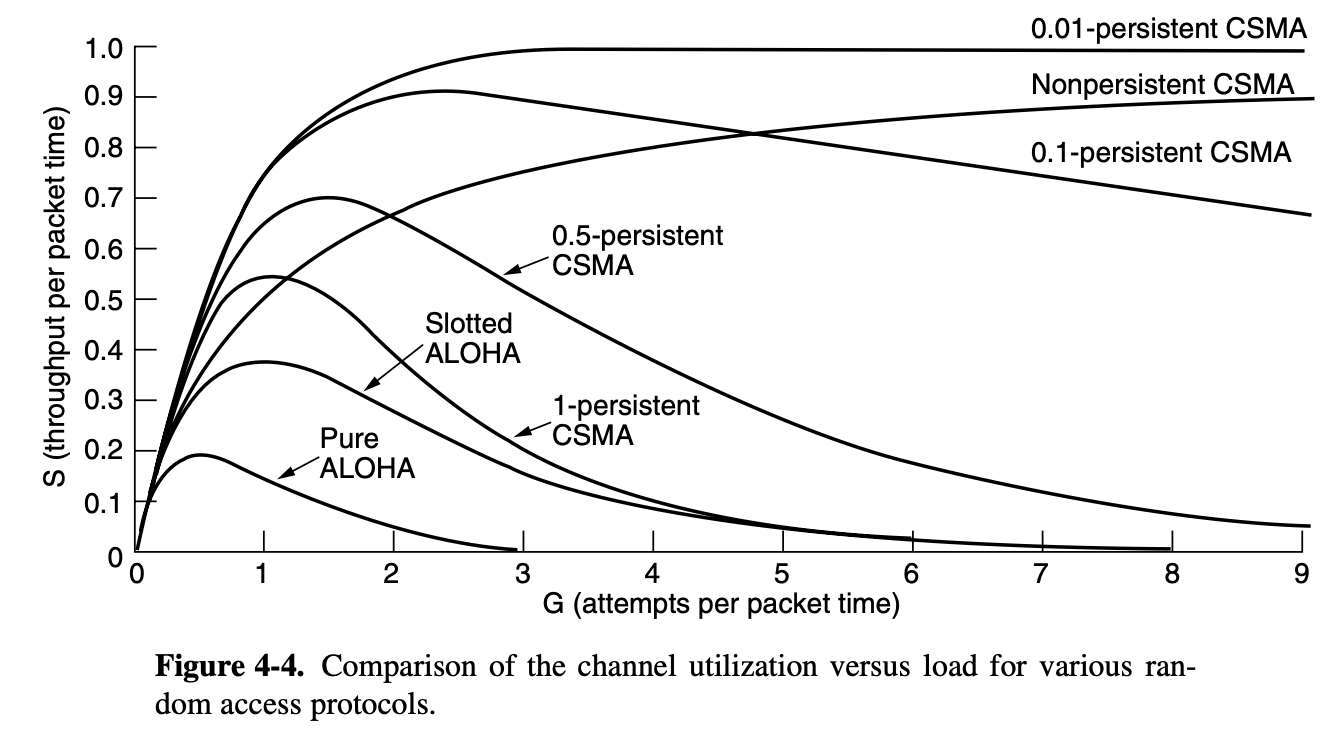 0.01-persistent CSMA
1.0
Nonpersistent CSMA
0.9
0.8
0.1-persistent CSMA
0.7
0.5-persistent
CSMA
0.6
0.5
Slotted
ALOHA
0.4
1-persistent
CSMA
0.3
Pure
ALOHA
0.2
0.1
0
S (throughput per packet time)
0 1 2 3 4 5 6 7 8 9
G (attempts per packet time)
Figure 4-4. Comparison of the channel utilization versus load for various ran-
dom access protocols.